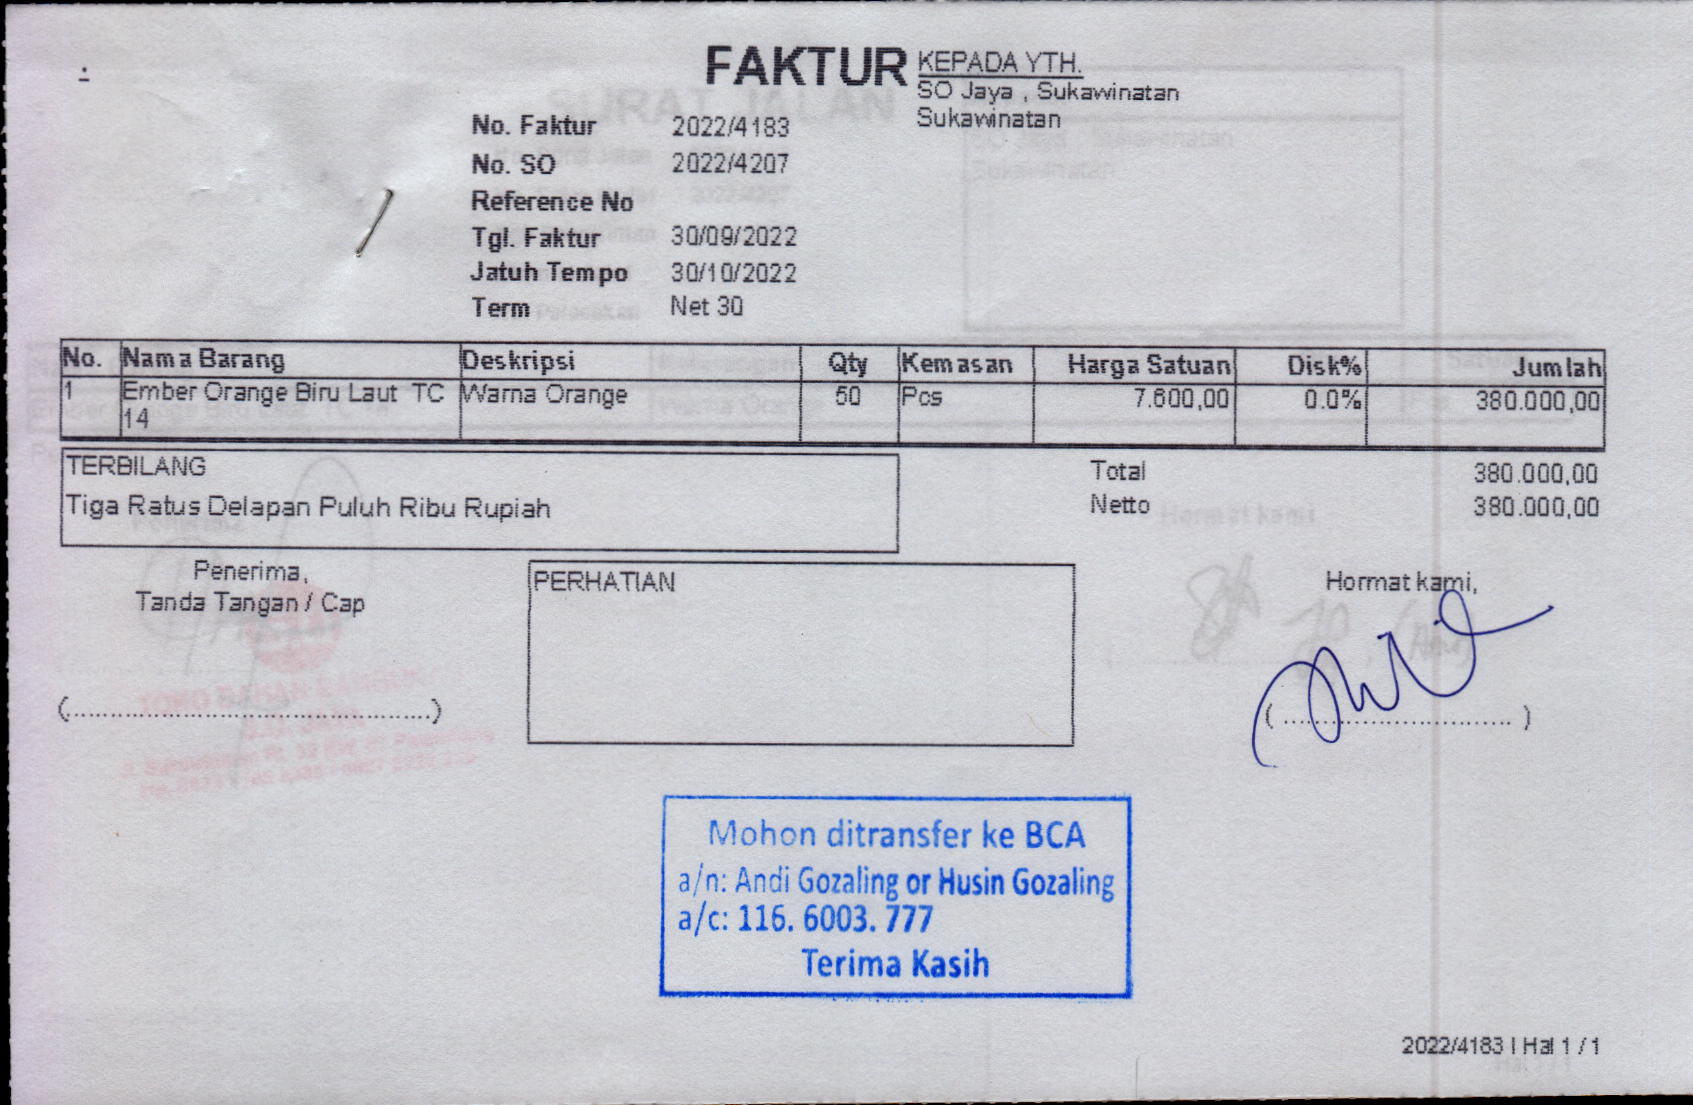 FAKTUR
KEPADA YTH.
SO Jaya , Sukawinatan
Sukawinatan
No. Faktur 2022/4183
No. SO 2022/4207
Reference No
Tgl. Faktur 30/09/2022
Jatuh Tempo 30/10/2022
Term Net 30
No. Nama Barang Deskripsi Qty Kemasan Harga Satuan Disk% Jumlah
1 Ember Orange Biru Laut TC Warna Orange 50 Pcs 7.600,00 0.0% 380.000,00
14
TERBILANG
Tiga Ratus Delapan Puluh Ribu Rupiah
Total 380.000,00
Netto 380.000,00
Penerima,
Tanda Tangan / Cap
(................................................)
PERHATIAN
Hormat kami,
( .............................. )
Mohon ditransfer ke BCA
a/n: Andi Gozaling or Husin Gozaling
a/c: 116. 6003. 777
Terima Kasih
2022/4183 | Hal 1 / 1